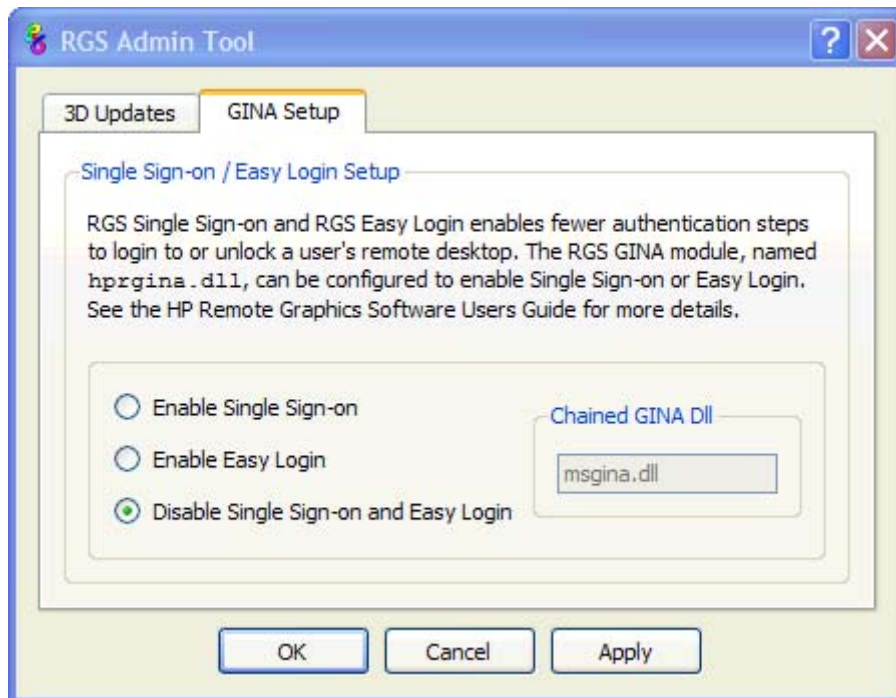 RGS Admin Tool
3D Updates
GINA Setup
Single Sign-on / Easy Login Setup
RGS Single Sign-on and RGS Easy Login enables fewer authentication steps
to login to or unlock a user's remote desktop. The RGS GINA module, named
hprgina.dll, can be configured to enable Single Sign-on or Easy Login.
See the HP Remote Graphics Software Users Guide for more details.
Enable Single Sign-on
Enable Easy Login
Disable Single Sign-on and Easy Login
Chained GINA Dll
msgina.dll
OK
Cancel
Apply